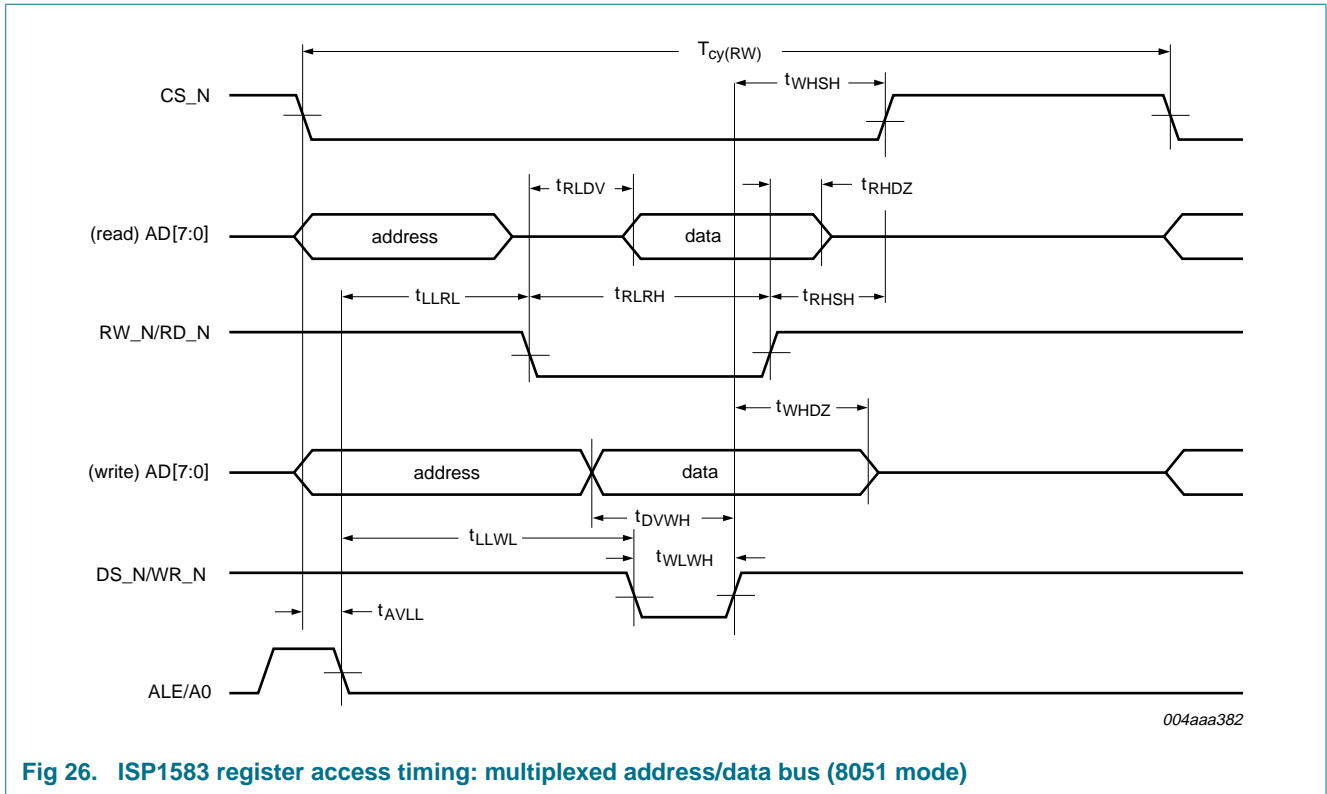 Tcy(RW)
tWHSH
CS_N
tRLDV
tRHDZ
(read) AD[7:0]
address
data
tLLRL
tRLRH
tRHSH
RW_N/RD_N
tWHDZ
(write) AD[7:0]
address
data
tDVWH
tLLWL
tWLWH
DS_N/WR_N
tAVLL
ALE/A0
004aaa382
Fig 26. ISP1583 register access timing: multiplexed address/data bus (8051 mode)